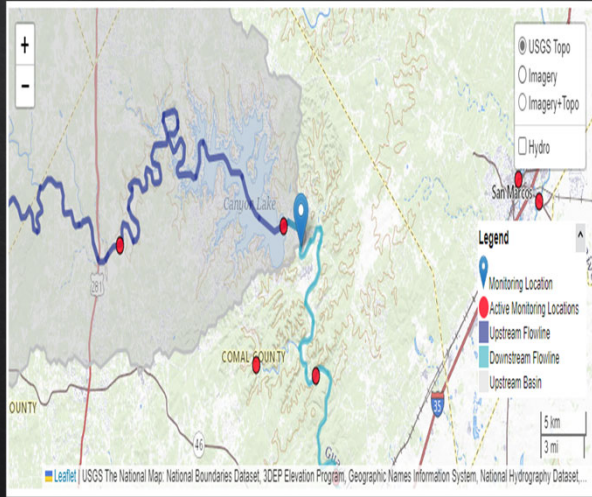 +
−
USGS Topo
Imagery
Imagery+Topo
Hydro
San Marcos
Canyon Lake
Legend
Monitoring Location
Active Monitoring Locations
Upstream Flowline
Downstream Flowline
Upstream Basin
281
COMAL COUNTY
OUNTY
35
46
5 km
3 mi
Leaflet | USGS The National Map: National Boundaries Dataset, 3DEP Elevation Program, Geographic Names Information System, National Hydrography Dataset,...